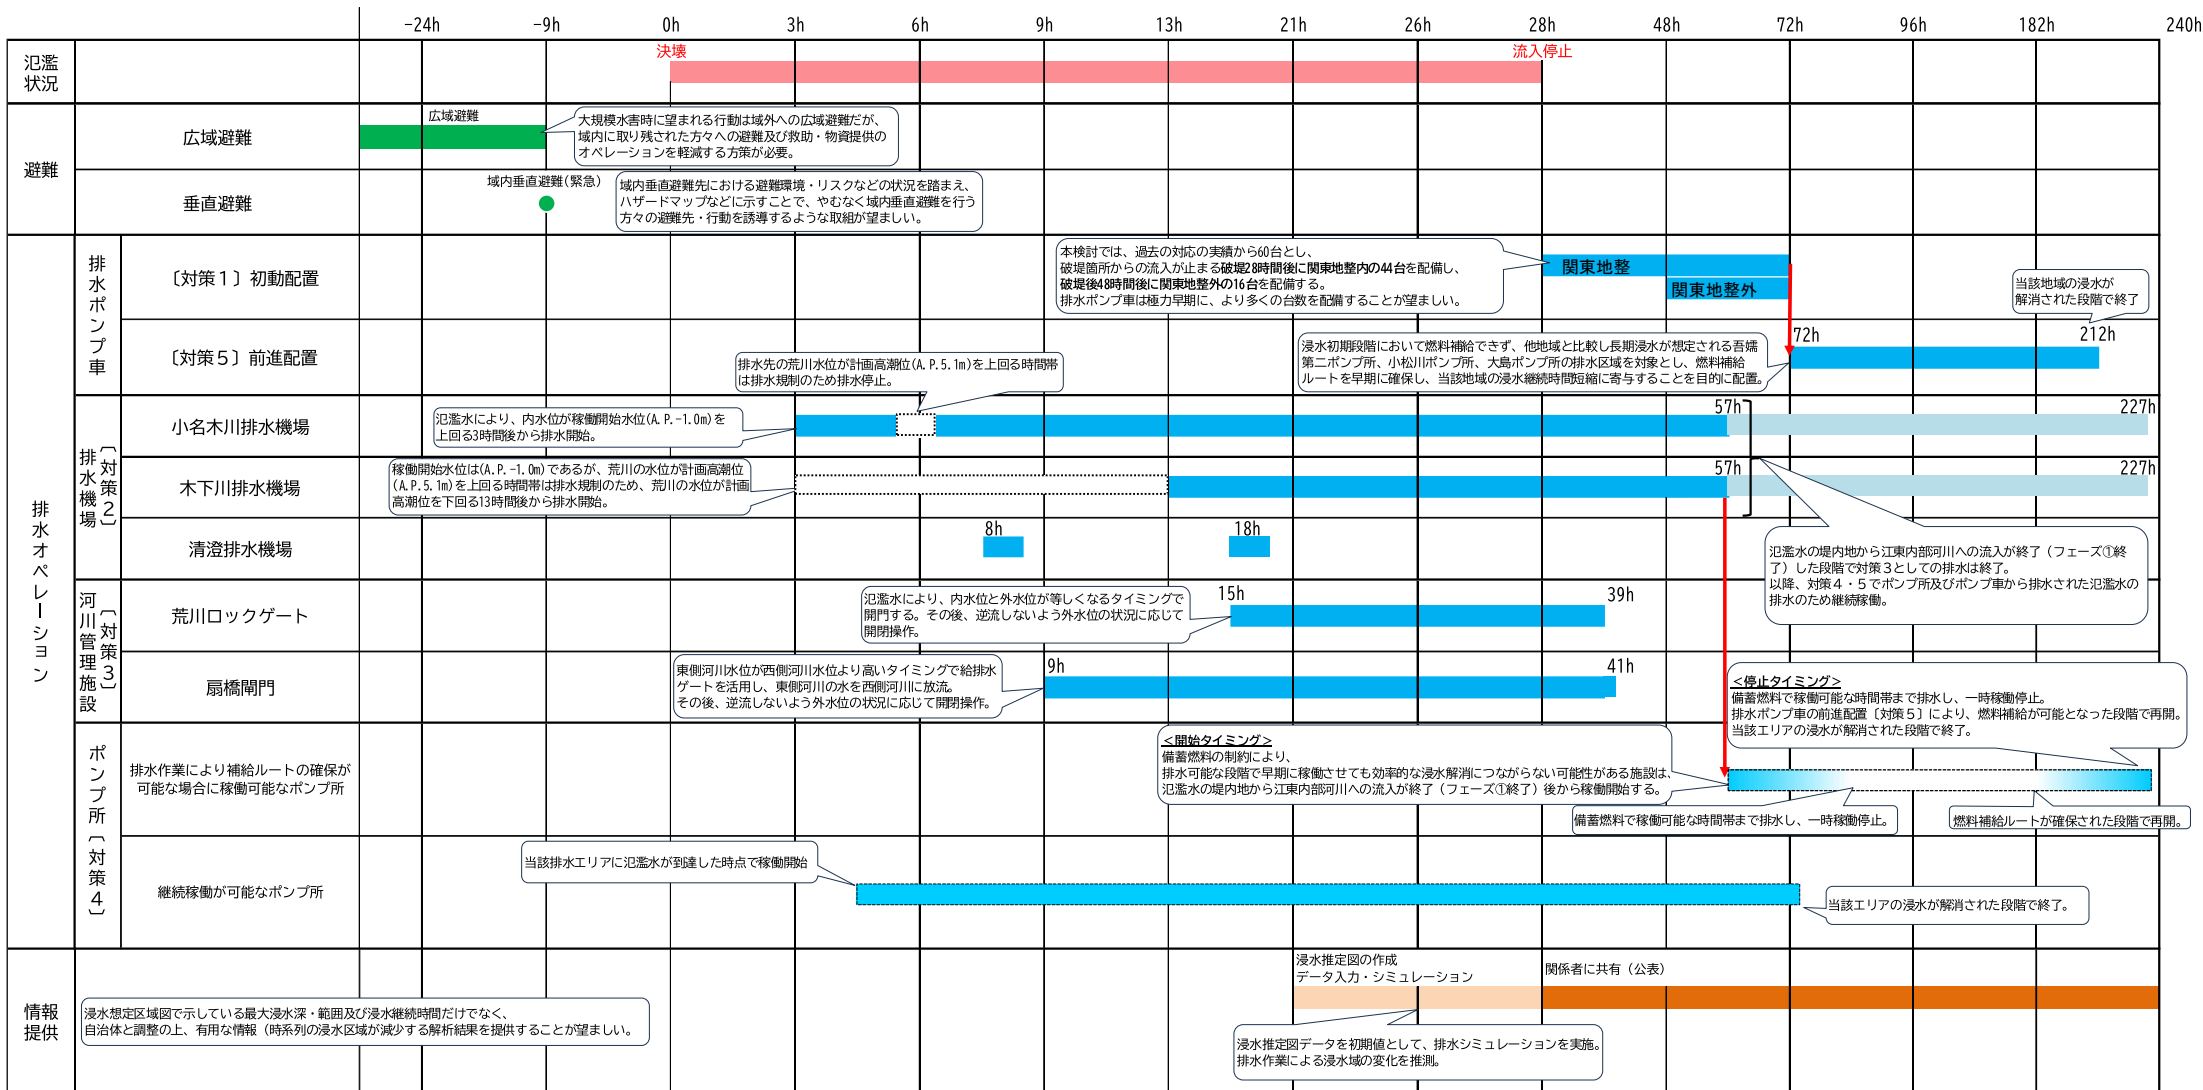 -24h -9h 0h 3h 6h 9h 13h 21h 26h 28h 48h 72h 96h 182h 240h
氾濫
状況
決壊
流入停止
避難
広域避難
広域避難
大規模水害時に望まれる行動は域外への広域避難だが、
域内に取り残された方々への避難及び救助・物資提供の
オペレーションを軽減する方策が必要。
垂直避難
域内垂直避難(緊急)
域内垂直避難先における避難環境・リスクなどの状況を踏まえ、
ハザードマップなどに示すことで、やむなく域内垂直避難を行う
方々の避難先・行動を誘導するような取組が望ましい。
排水オペレーション
排水ポンプ車
〔対策１〕初動配置
本検討では、過去の対応の実績から60台とし、
破堤箇所からの流入が止まる破堤28時間後に関東地整内の44台を配備し、
破堤後48時間後に関東地整外の16台を配備する。
排水ポンプ車は極力早期に、より多くの台数を配備することが望ましい。
関東地整
関東地整外
当該地域の浸水が
解消された段階で終了
〔対策５〕前進配置
浸水初期段階において燃料補給できず、他地域と比較し長期浸水が想定される吾嬬
第二ポンプ所、小松川ポンプ所、大島ポンプ所の排水区域を対象とし、燃料補給
ルートを早期に確保し、当該地域の浸水継続時間短縮に寄与することを目的に配置。
72h
212h
排水機場
〔対策２〕
小名木川排水機場
氾濫水により、内水位が稼働開始水位(A.P.-1.0m)を
上回る3時間後から排水開始。
排水先の荒川水位が計画高潮位(A.P.5.1m)を上回る時間帯
は排水規制のため排水停止。
57h
227h
木下川排水機場
稼働開始水位は(A.P.-1.0m)であるが、荒川の水位が計画高潮位
(A.P.5.1m)を上回る時間帯は排水規制のため、荒川の水位が計画
高潮位を下回る13時間後から排水開始。
57h
227h
清澄排水機場
8h
18h
氾濫水の堤内地から江東内部河川への流入が終了（フェーズ①終
了）した段階で対策３としての排水は終了。
以降、対策４・５でポンプ所及びポンプ車から排水された氾濫水の
排水のため継続稼働。
河川管理施設
〔対策３〕
荒川ロックゲート
氾濫水により、内水位と外水位が等しくなるタイミングで
開門する。その後、逆流しないよう外水位の状況に応じて
開閉操作。
15h
39h
扇橋閘門
東側河川水位が西側河川水位より高いタイミングで給排水
ゲートを活用し、東側河川の水を西側河川に放流。
その後、逆流しないよう外水位の状況に応じて開閉操作。
9h
41h
＜停止タイミング＞
備蓄燃料で稼働可能な時間帯まで排水し、一時稼働停止。
排水ポンプ車の前進配置〔対策５〕により、燃料補給が可能となった段階で再開。
当該エリアの浸水が解消された段階で終了。
ポンプ所〔対策４〕
排水作業により補給ルートの確保が
可能な場合に稼働可能なポンプ所
＜開始タイミング＞
備蓄燃料の制約により、
排水可能な段階で早期に稼働させても効率的な浸水解消につながらない可能性がある施設は、
氾濫水の堤内地から江東内部河川への流入が終了（フェーズ①終了）後から稼働開始する。
備蓄燃料で稼働可能な時間帯まで排水し、一時稼働停止。
燃料補給ルートが確保された段階で再開。
継続稼働が可能なポンプ所
当該排水エリアに氾濫水が到達した時点で稼働開始
当該エリアの浸水が解消された段階で終了。
情報
提供
浸水想定区域図で示している最大浸水深・範囲及び浸水継続時間だけでなく、
自治体と調整の上、有用な情報（時系列の浸水区域が減少する解析結果を提供することが望ましい。
浸水推定図の作成
データ入力・シミュレーション
関係者に共有（公表）
浸水推定図データを初期値として、排水シミュレーションを実施。
排水作業による浸水域の変化を推測。